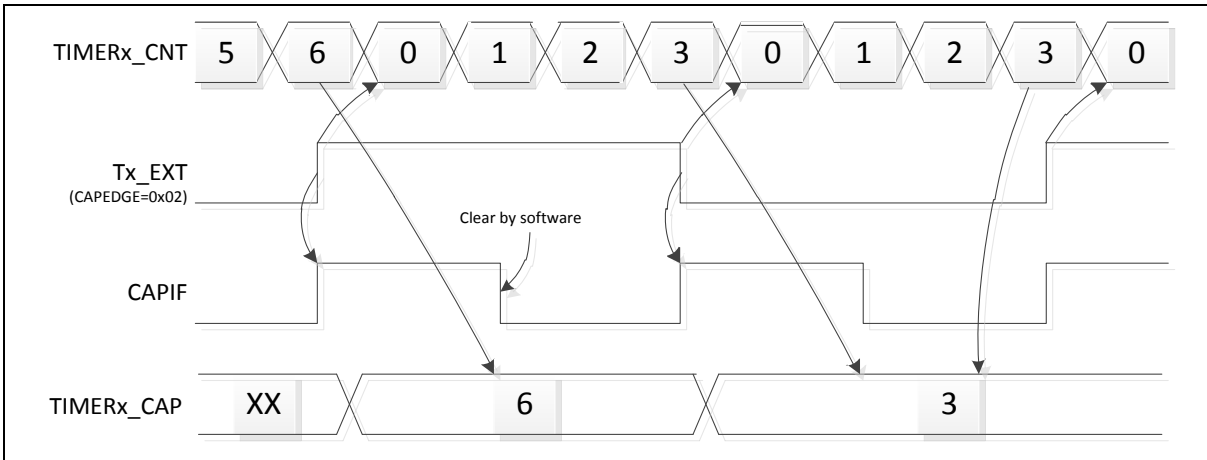 TIMERx_CNT 5 6 0 1 2 3 0 1 2 3 0
Tx_EXT
(CAPEDGE=0x02)
Clear by software
CAPIF
TIMERx_CAP XX 6 3